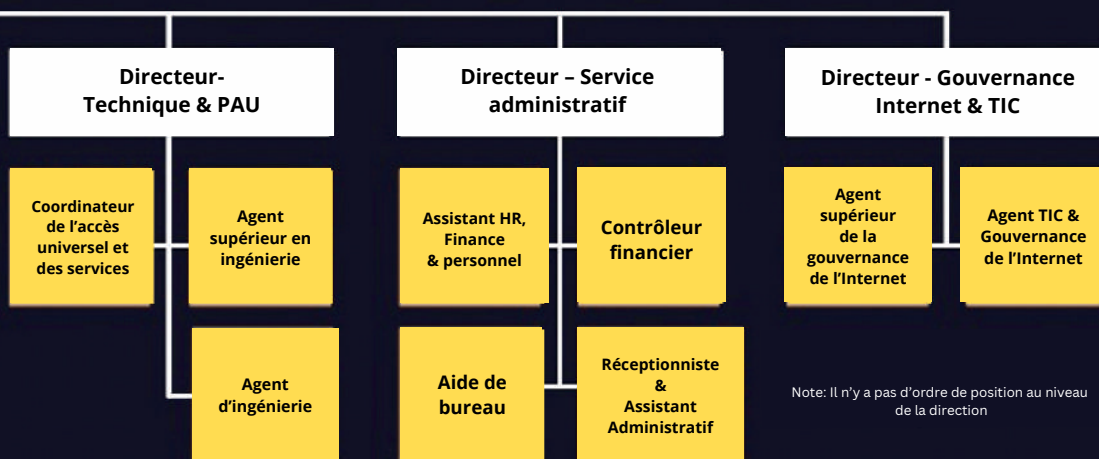 Directeur-
Technique & PAU
Directeur – Service
administratif
Directeur - Gouvernance
Internet & TIC
Coordinateur
de l’accès
universel et
des services
Agent
supérieur en
ingénierie
Assistant HR,
Finance
& personnel
Contrôleur
financier
Agent
supérieur
de la
gouvernance
de l’Internet
Agent TIC &
Gouvernance
de l’Internet
Agent
d’ingénierie
Aide de
bureau
Réceptionniste
&
Assistant
Administratif
Note: Il n’y a pas d’ordre de position au niveau
de la direction